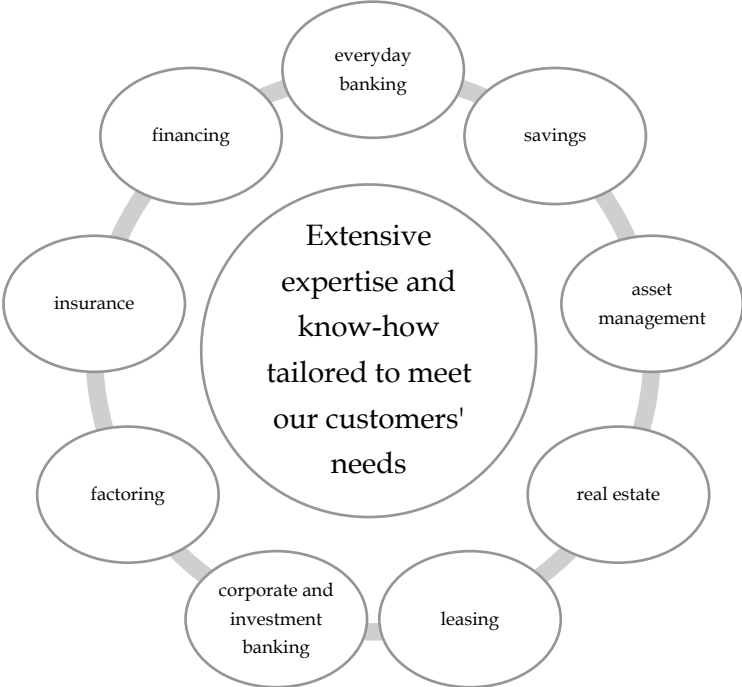 everyday
banking
savings
asset
management
real estate
leasing
corporate and
investment
banking
factoring
insurance
financing
Extensive
expertise and
know-how
tailored to meet
our customers'
needs